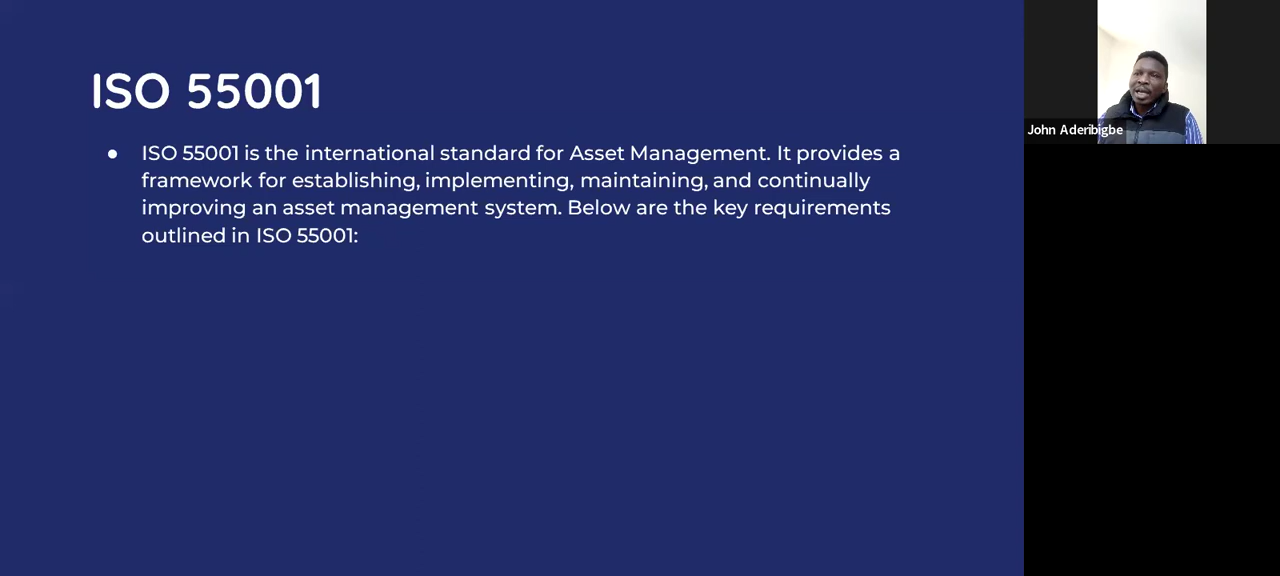 ISO 55001
● ISO 55001 is the international standard for Asset Management. It provides a
framework for establishing, implementing, maintaining, and continually
improving an asset management system. Below are the key requirements
outlined in ISO 55001:
John Aderibigbe